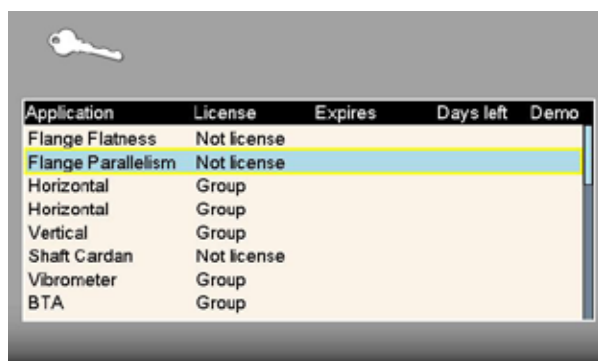 Application License Expires Days left Demo
Flange Flatness Not license
Flange Parallelism Not license
Horizontal Group
Horizontal Group
Vertical Group
Shaft Cardan Not license
Vibrometer Group
BTA Group